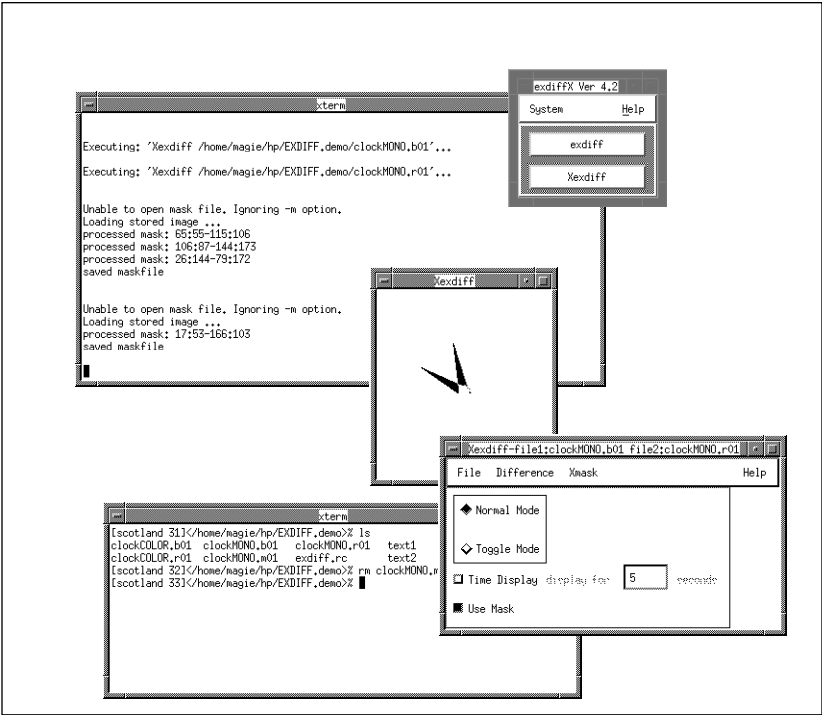 xterm
Executing: 'Xexdiff /home/magie/hp/EXDIFF.demo/clockMONO.b01'...
Executing: 'Xexdiff /home/magie/hp/EXDIFF.demo/clockMONO.r01'...
Unable to open mask file. Ignoring -m option.
Loading stored image ...
processed mask: 65:55-115:106
processed mask: 106:87-144:173
processed mask: 26:144-79:172
saved maskfile
Unable to open mask file. Ignoring -m option.
Loading stored image ...
processed mask: 17:53-166:103
saved maskfile
exdiffX Ver 4.2
System Help
exdiff
Xexdiff
Xexdiff
Xexdiff-file1:clockMONO.b01 file2:clockMONO.r01
File Difference Xmask Help
Normal Mode
Toggle Mode
Time Display display for 5 seconds
Use Mask
xterm
[scotland 31]</home/magie/hp/EXDIFF.demo>% ls
clockCOLOR.b01 clockMONO.b01 clockMONO.r01 text1
clockCOLOR.r01 clockMONO.m01 exdiff.rc text2
[scotland 32]</home/magie/hp/EXDIFF.demo>% rm clockMONO.m
[scotland 33]</home/magie/hp/EXDIFF.demo>%